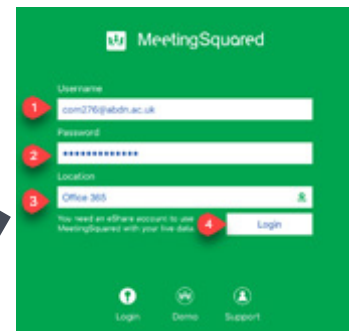 MeetingSquared
Username
1
com276@abdn.ac.uk
Password
2
*************
Location
3
Office 365
You need an eShare account to use
MeetingSquared with your live data
4
Login
Login Demo Support